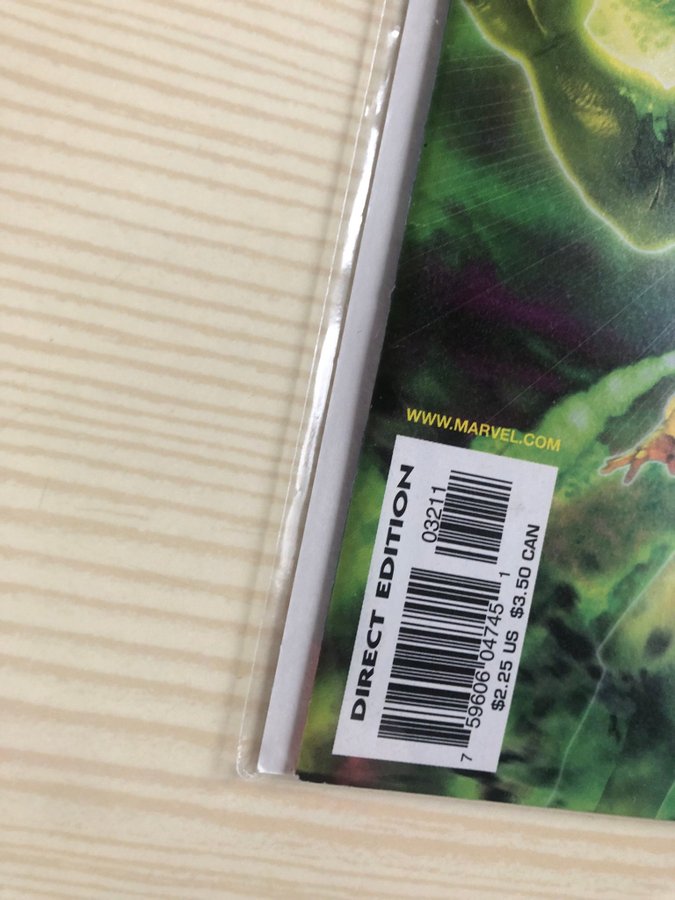 WWW.MARVEL.COM
DIRECT EDITION
03211
7 59606 04745 1
$2.25 US $3.50 CAN